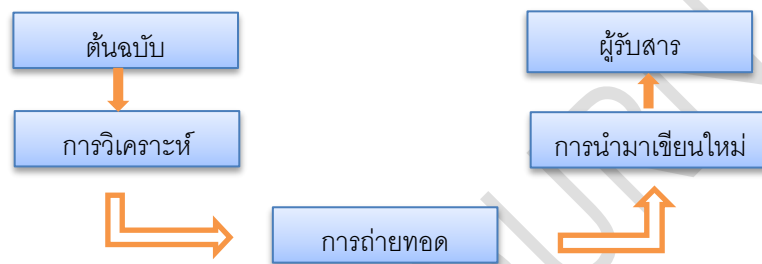 ต้นฉบับ
การวิเคราะห์
การถ่ายทอด
การนำมาเขียนใหม่
ผู้รับสาร